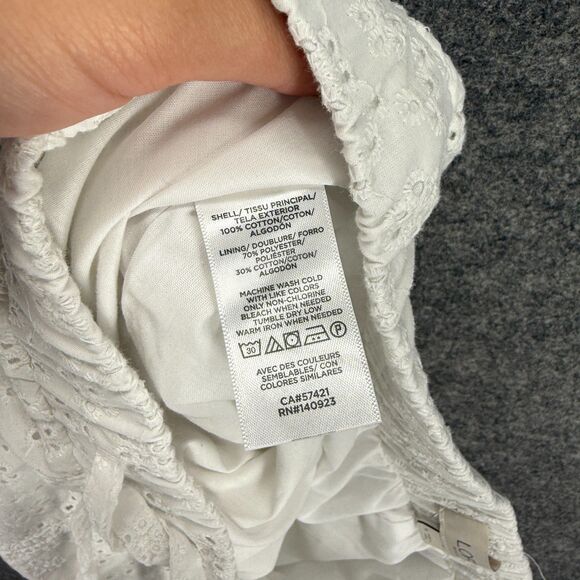 SHELL/ TISSU PRINCIPAL/
TELA EXTERIOR
100% COTTON/COTON/
ALGODÓN
LINING/ DOUBLURE/ FORRO
70% POLYESTER/
POLIÉSTER
30% COTTON/COTON/
ALGODÓN
MACHINE WASH COLD
WITH LIKE COLORS
ONLY NON-CHLORINE
BLEACH WHEN NEEDED
TUMBLE DRY LOW
WARM IRON WHEN NEEDED
30 P
AVEC DES COULEURS
SEMBLABLES/ CON
COLORES SIMILARES
CA#57421
RN#140923